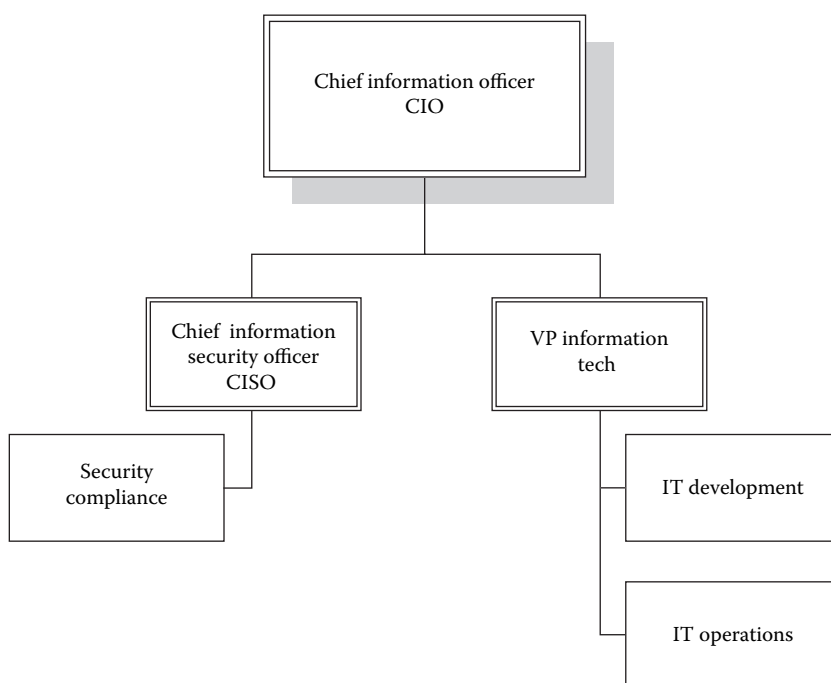 Chief information officer
CIO
Chief information
security officer
CISO
VP information
tech
Security
compliance
IT development
IT operations